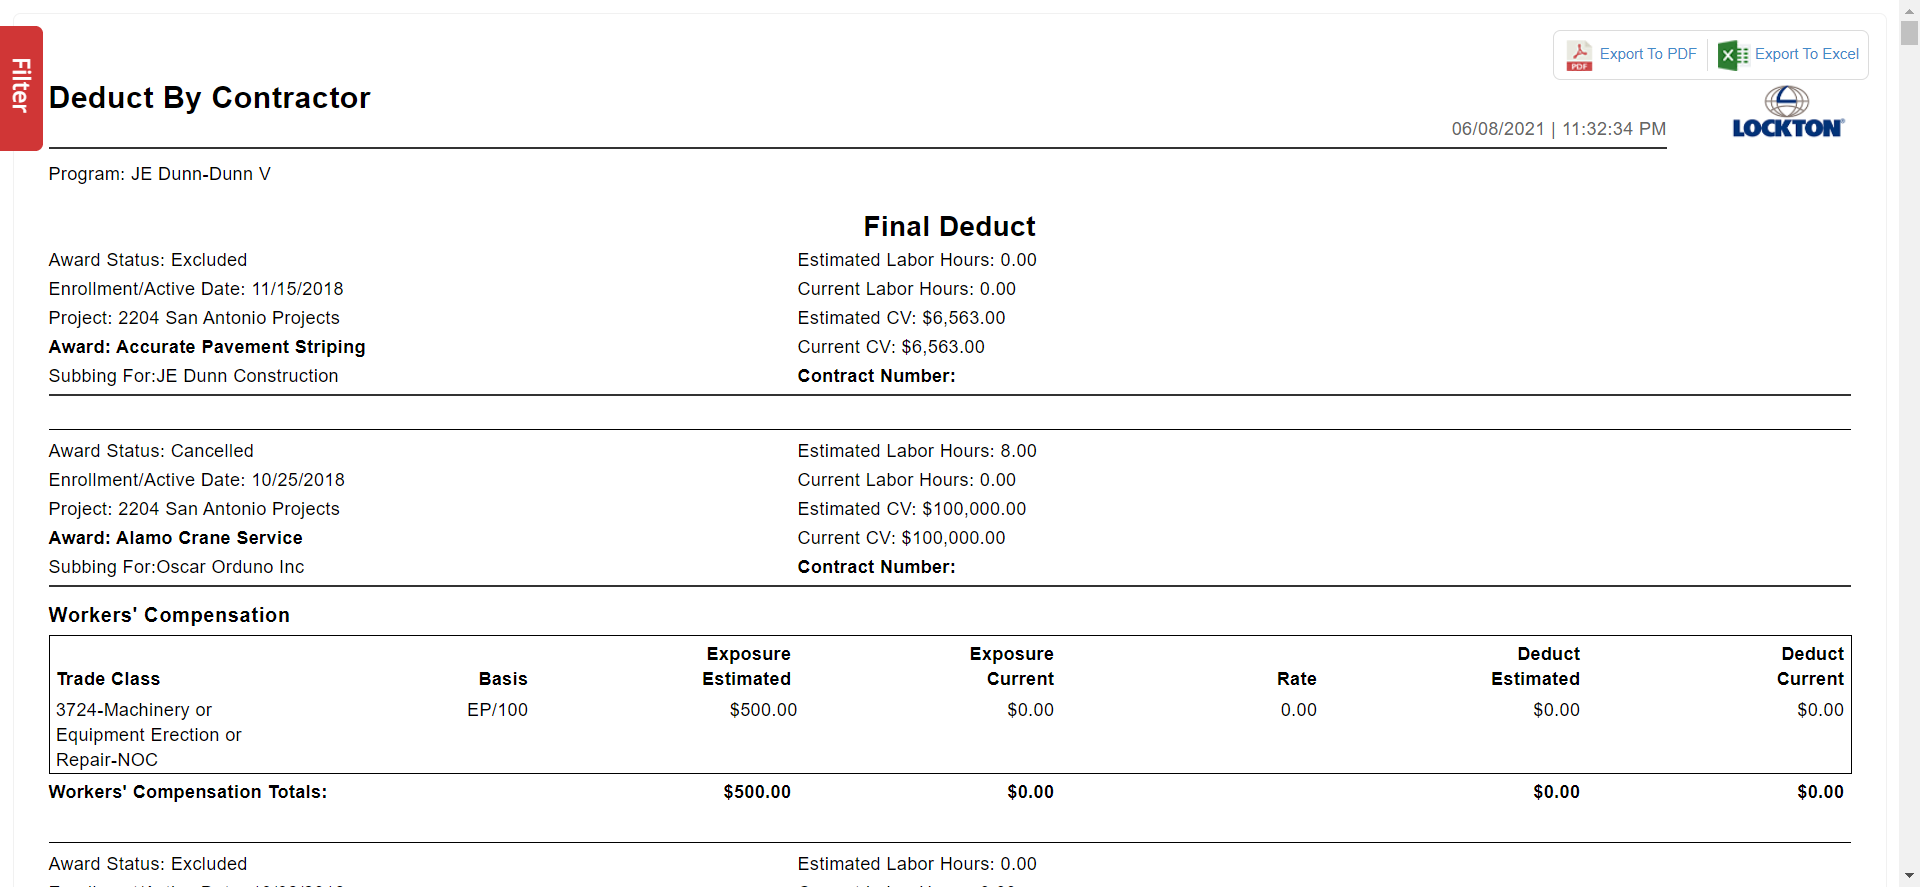 Filter
PDF
Export To PDF
Export To Excel
Deduct By Contractor
06/08/2021 | 11:32:34 PM
LOCKTON®
Program: JE Dunn-Dunn V
Final Deduct
Award Status: Excluded
Estimated Labor Hours: 0.00
Enrollment/Active Date: 11/15/2018
Current Labor Hours: 0.00
Project: 2204 San Antonio Projects
Estimated CV: $6,563.00
Award: Accurate Pavement Striping
Current CV: $6,563.00
Subbing For:JE Dunn Construction
Contract Number:
Award Status: Cancelled
Estimated Labor Hours: 8.00
Enrollment/Active Date: 10/25/2018
Current Labor Hours: 0.00
Project: 2204 San Antonio Projects
Estimated CV: $100,000.00
Award: Alamo Crane Service
Current CV: $100,000.00
Subbing For:Oscar Orduno Inc
Contract Number:
Workers' Compensation
Exposure Exposure Deduct Deduct
Trade Class Basis Estimated Current Rate Estimated Current
3724-Machinery or EP/100 $500.00 $0.00 0.00 $0.00 $0.00
Equipment Erection or
Repair-NOC
Workers' Compensation Totals: $500.00 $0.00 $0.00 $0.00
Award Status: Excluded
Estimated Labor Hours: 0.00